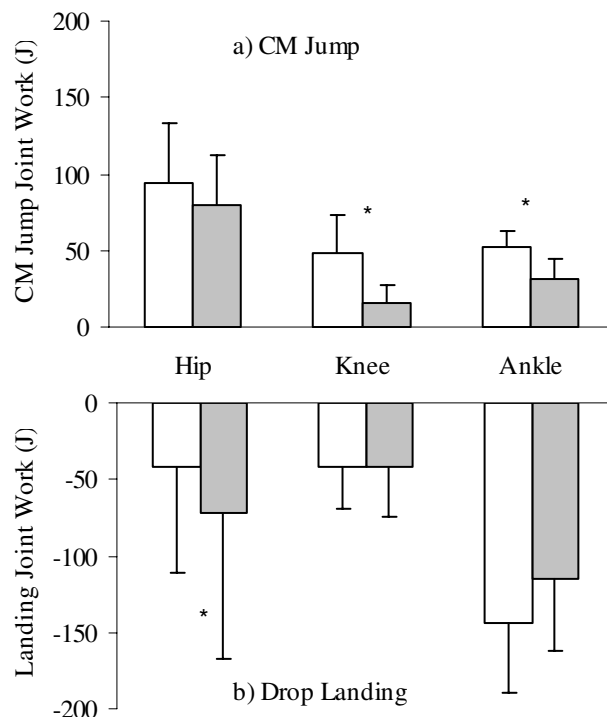 a) CM Jump
CM Jump Joint Work (J)
200
150
100
50
0
*
*
Hip Knee Ankle
Landing Joint Work (J)
0
-50
-100
-150
-200
*
b) Drop Landing